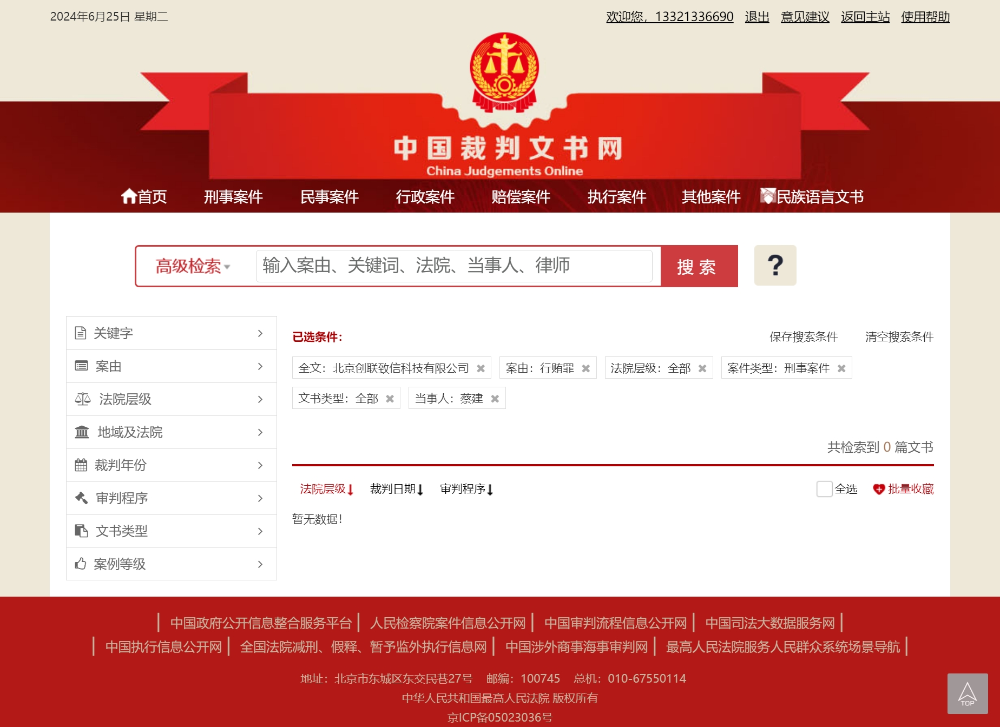 2024年6月25日 星期二
欢迎您，13321336690 退出 意见建议 返回主站 使用帮助
中国裁判文书网
China Judgements Online
首页 刑事案件 民事案件 行政案件 赔偿案件 执行案件 其他案件 民族语言文书
高级检索 输入案由、关键词、法院、当事人、律师 搜索 ?
关键字
案由
法院层级
地域及法院
裁判年份
审判程序
文书类型
案例等级
已选条件： 保存搜索条件 清空搜索条件
全文：北京创联致信科技有限公司 案由：行贿罪 法院层级：全部 案件类型：刑事案件
文书类型：全部 当事人：蔡建
共检索到 0 篇文书
法院层级 裁判日期 审判程序 全选 批量收藏
暂无数据！
中国政府公开信息整合服务平台 | 人民检察院案件信息公开网 | 中国审判流程信息公开网 | 中国司法大数据服务网 |
中国执行信息公开网 | 全国法院减刑、假释、暂予监外执行信息网 | 中国涉外商事海事审判网 | 最高人民法院服务人民群众系统场景导航 |
地址：北京市东城区东交民巷27号 邮编：100745 总机：010-67550114
中华人民共和国最高人民法院 版权所有
京ICP备05023036号
TOP